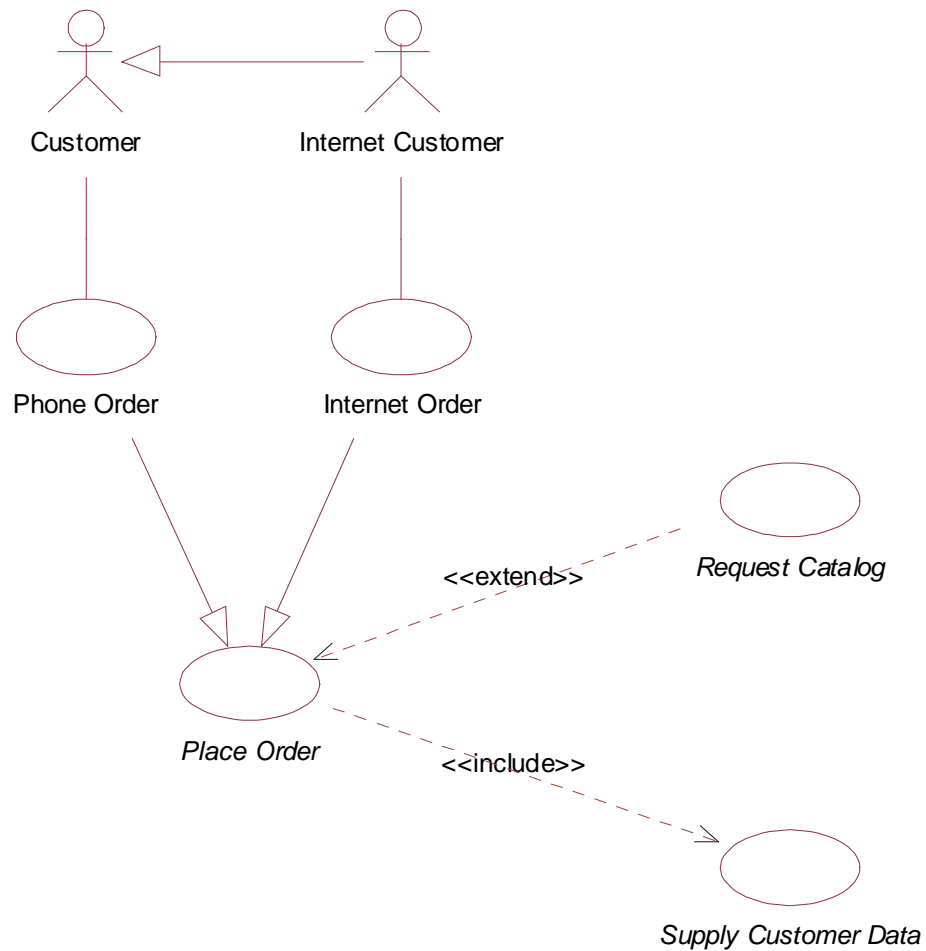 Customer
Internet Customer
Phone Order
Internet Order
<<extend>>
Request Catalog
Place Order
<<include>>
Supply Customer Data